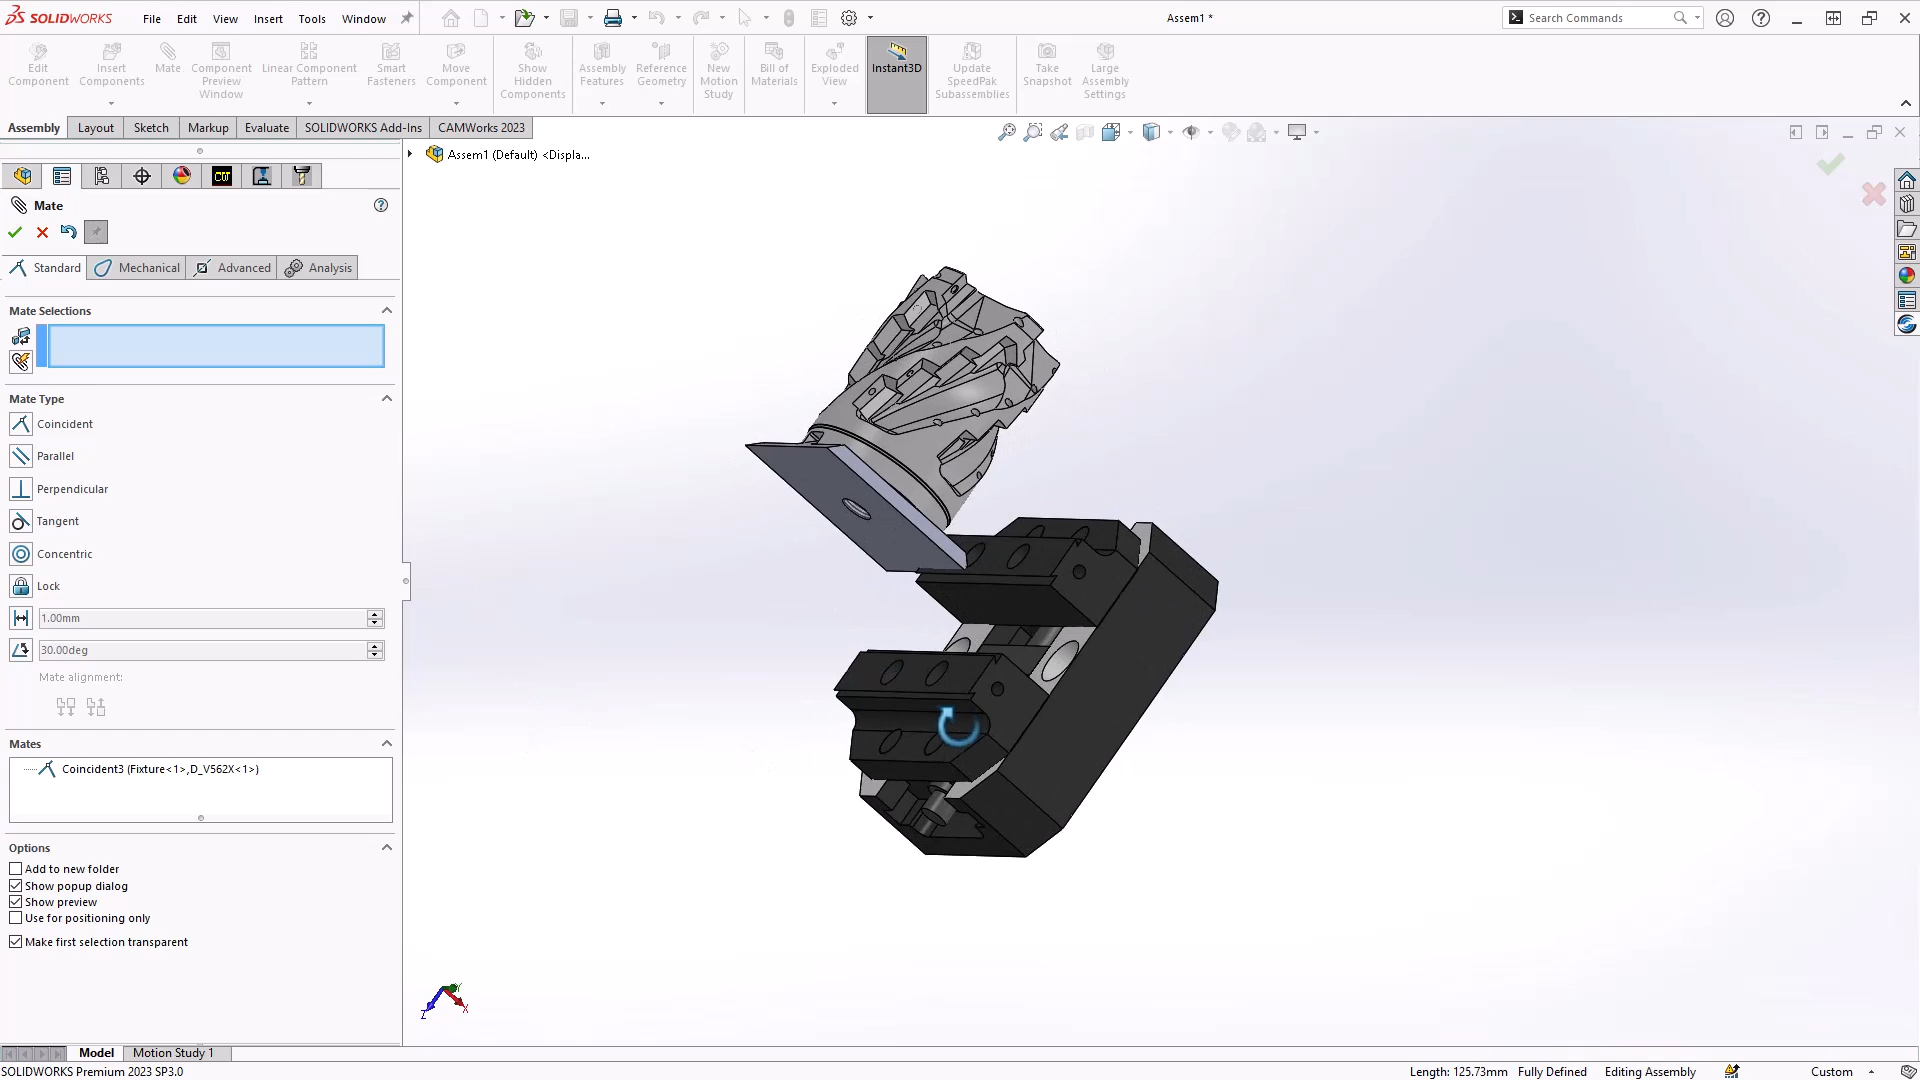 SOLIDWORKS
File Edit View Insert Tools Window
Assem1 *
Search Commands
Edit Component
Insert Components
Mate
Component Preview Window
Linear Component Pattern
Smart Fasteners
Move Component
Show Hidden Components
Assembly Features
Reference Geometry
New Motion Study
Bill of Materials
Exploded View
Instant3D
Update SpeedPak Subassemblies
Take Snapshot
Large Assembly Settings
Assembly Layout Sketch Markup Evaluate SOLIDWORKS Add-Ins CAMWorks 2023
Assem1 (Default) <Displa...
CW
Mate
Standard Mechanical Advanced Analysis
Mate Selections
Mate Type
Coincident
Parallel
Perpendicular
Tangent
Concentric
Lock
1.00mm
30.00deg
Mate alignment:
Mates
Coincident3 (Fixture<1>,D_V562X<1>)
Options
Add to new folder
Show popup dialog
Show preview
Use for positioning only
Make first selection transparent
Y
X
Z
Model Motion Study 1
SOLIDWORKS Premium 2023 SP3.0
Length: 125.73mm Fully Defined Editing Assembly Custom